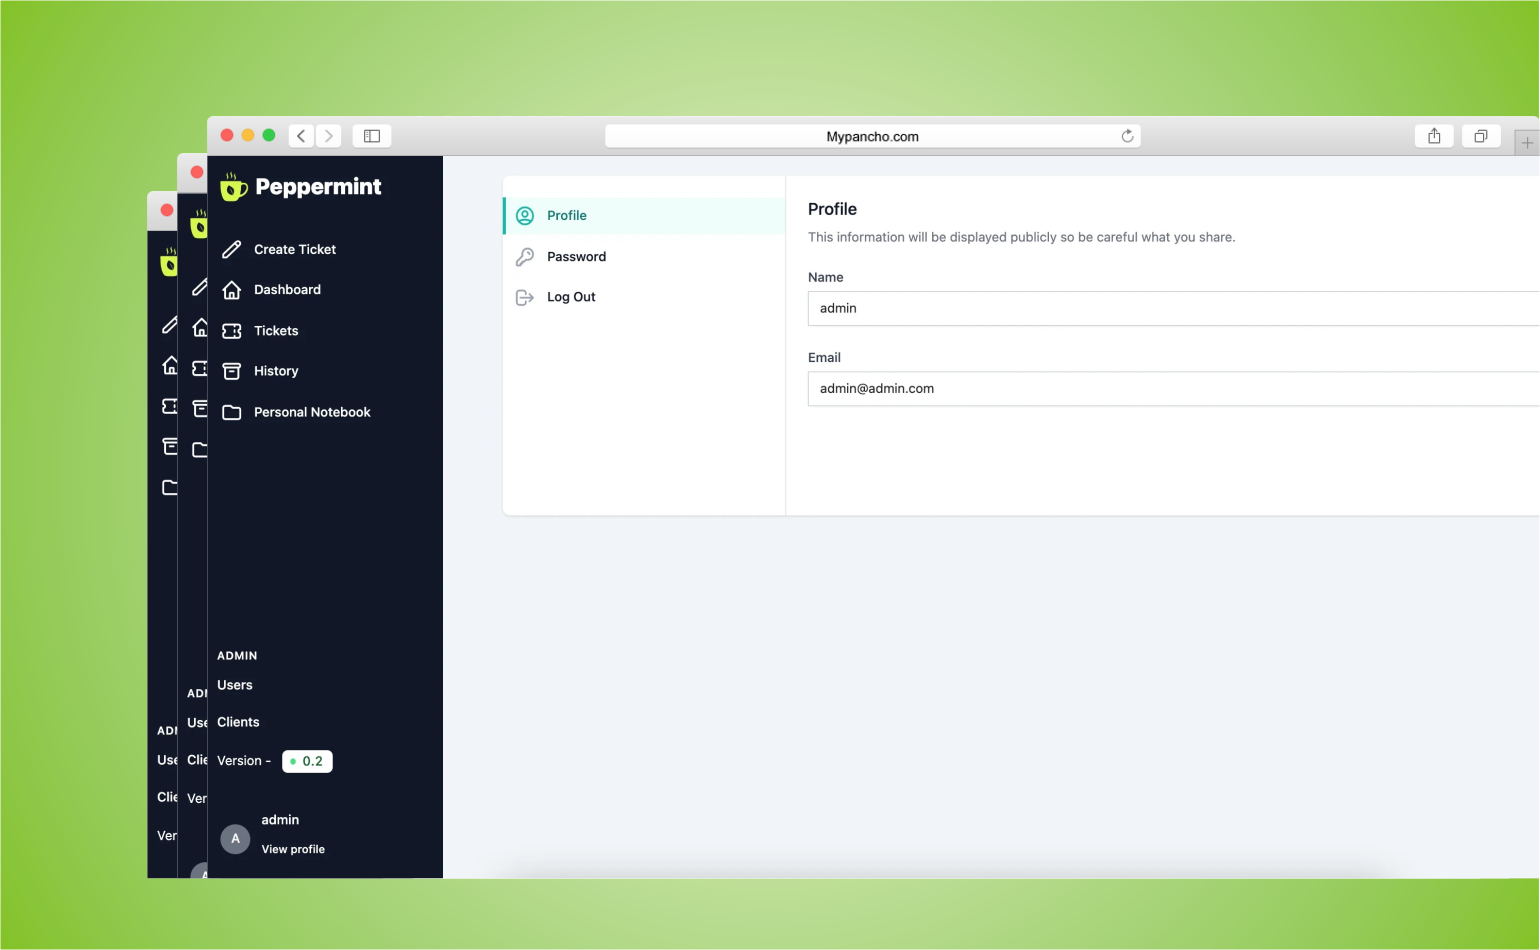 Mypancho.com
Peppermint
Create Ticket
Dashboard
Tickets
History
Personal Notebook
ADMIN
Users
Clients
Version - 0.2
A
admin
View profile
Profile
Password
Log Out
Profile
This information will be displayed publicly so be careful what you share.
Name
admin
Email
admin@admin.com
ADM
Use
Clie
Ver
A
ADM
Use
Clie
Ver